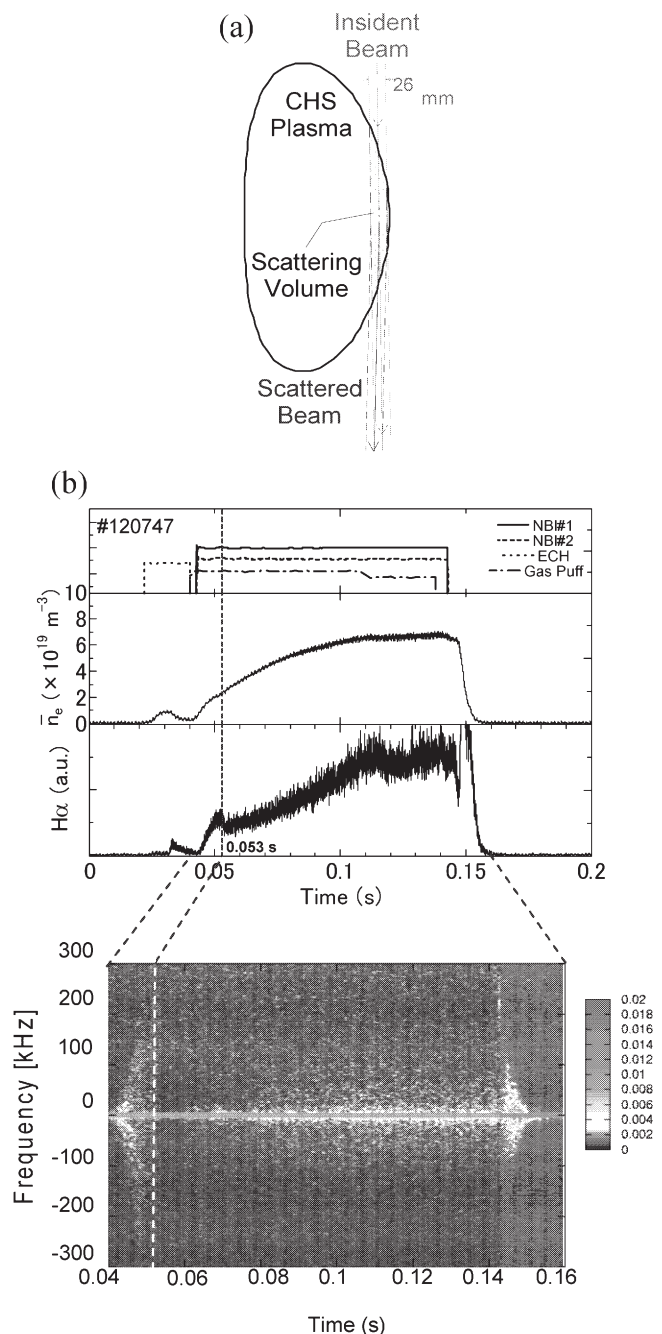 (a)
Insident
Beam
26 mm
CHS
Plasma
Scattering
Volume
Scattered
Beam
(b)
#120747
NBI#1
NBI#2
ECH
Gas Puff
10
8
6
4
2
0
n̄e (×10^19 m^-3)
Hα (a.u.)
0.053 s
0 0.05 0.1 0.15 0.2
Time (s)
300
200
100
0
-100
-200
-300
Frequency [kHz]
0.02
0.018
0.016
0.014
0.012
0.01
0.008
0.006
0.004
0.002
0
0.04 0.06 0.08 0.1 0.12 0.14 0.16
Time (s)